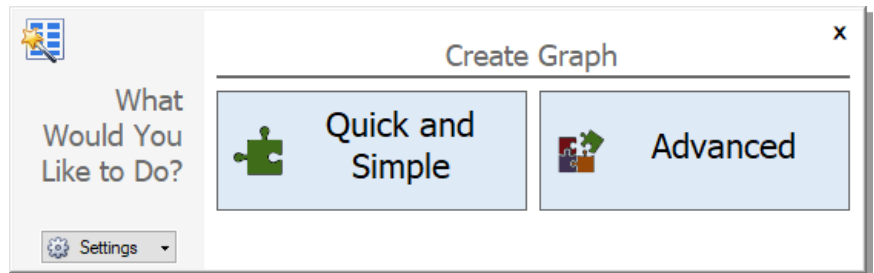 x
Create Graph
What
Would You
Like to Do?
Quick and
Simple
Advanced
Settings